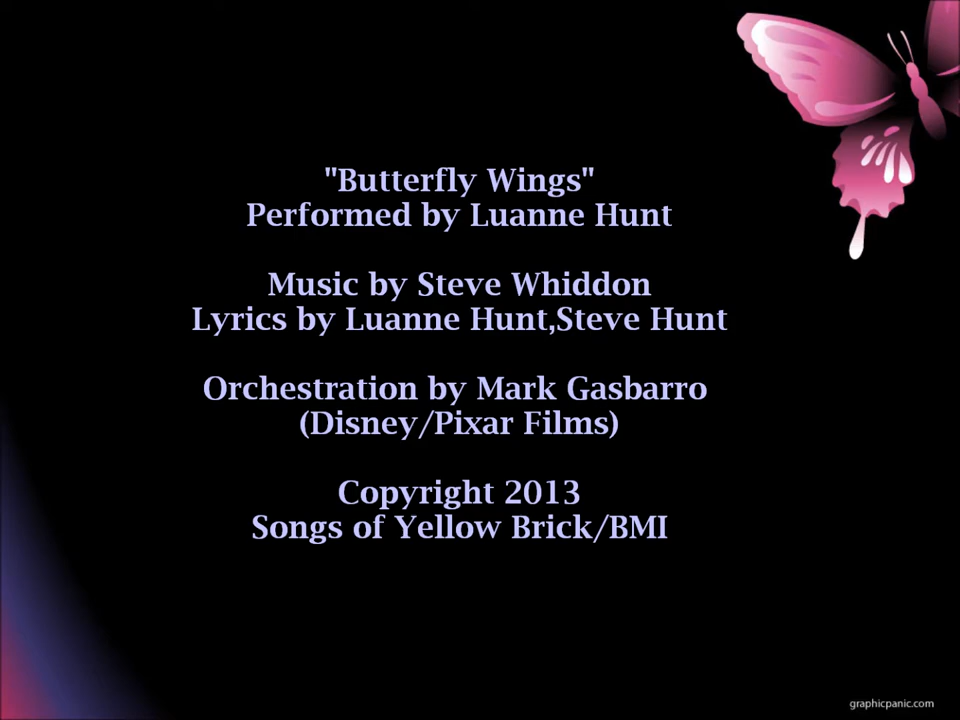 "Butterfly Wings"
Performed by Luanne Hunt
Music by Steve Whiddon
Lyrics by Luanne Hunt,Steve Hunt
Orchestration by Mark Gasbarro
(Disney/Pixar Films)
Copyright 2013
Songs of Yellow Brick/BMI
graphicpanic.com